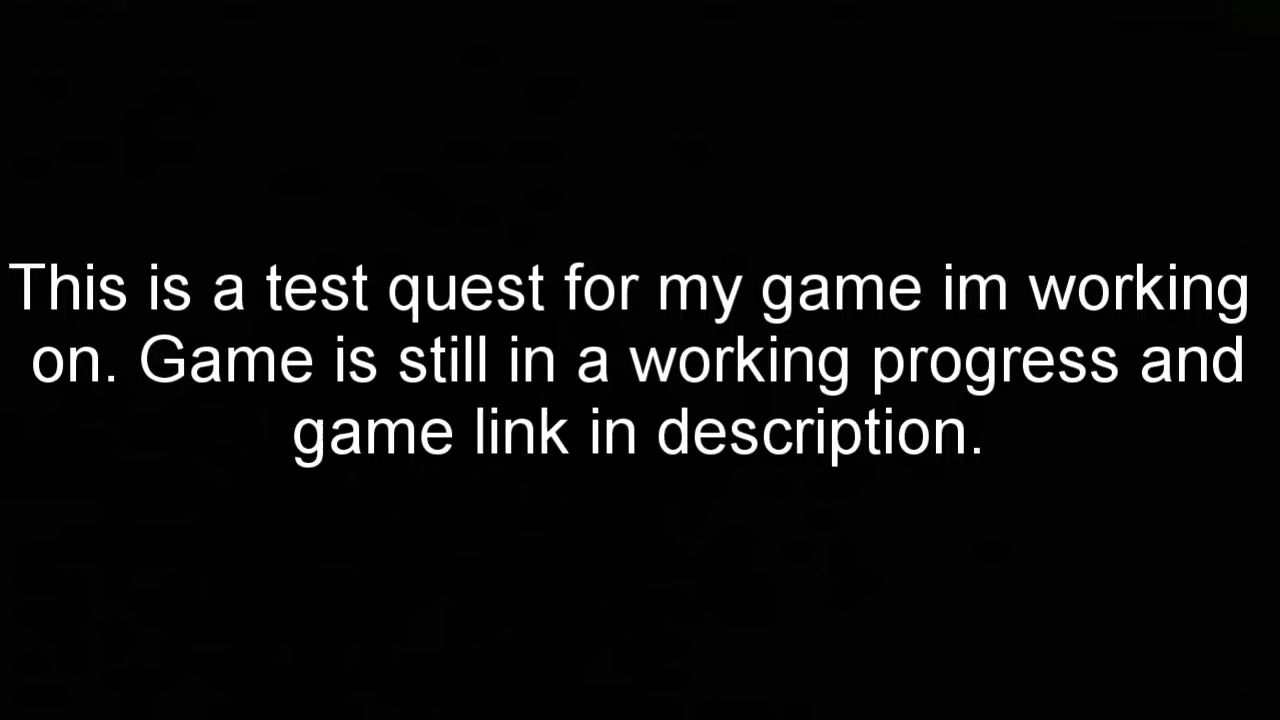 This is a test quest for my game im working
on. Game is still in a working progress and
game link in description.